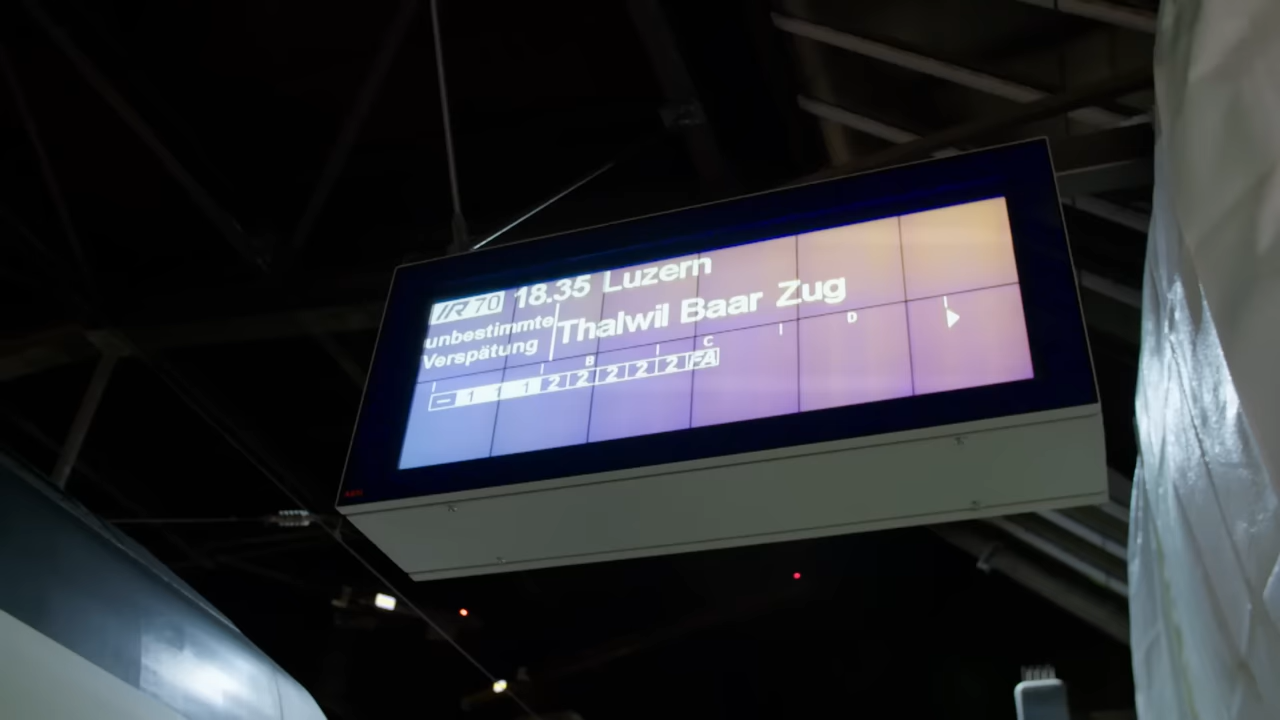 IR 70 18.35 Luzern
unbestimmte
Verspätung
Thalwil Baar Zug
B C D
1 1 1 2 2 2 2 2 FA